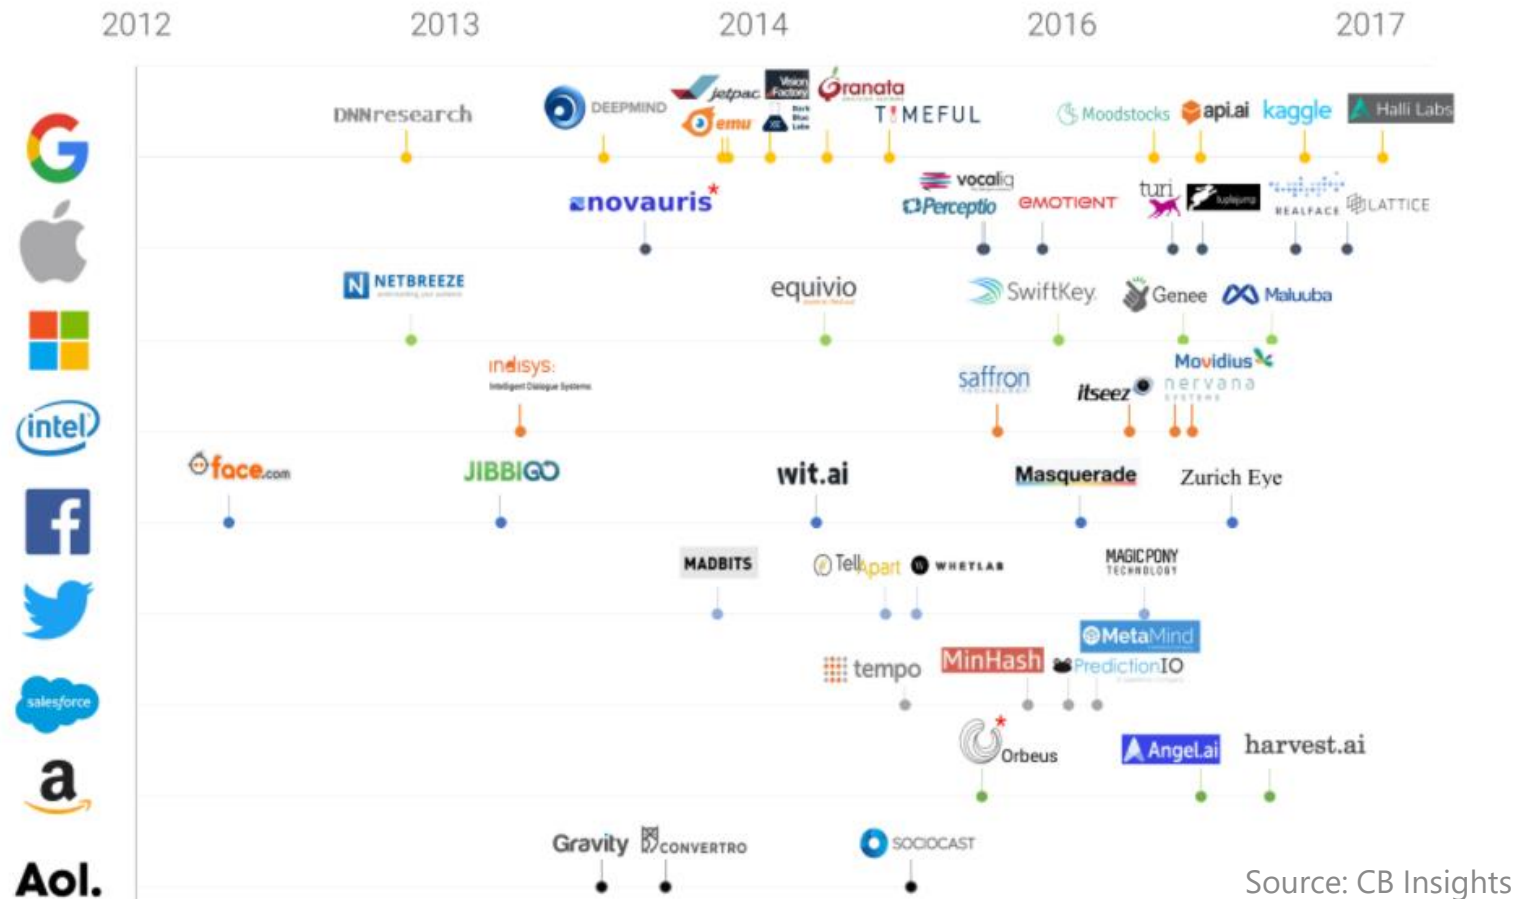 2012 2013 2014 2016 2017
DNNresearch
DEEPMIND
jetpac
emu
Vision
Factory
Dark
Blue
Labs
Granata
TIMEFUL
Moodstocks
api.ai
kaggle
Halli Labs
novauris*
vocaliq
Perceptio
eMOTIENT
turi
tuplejump
REALFACE
LATTICE
N NETBREEZE
equivio
SwiftKey
Genee
Maluuba
intel
indisys:
Intelligent Dialogue Systems
saffron
TECHNOLOGY
itseez
Movidius
nervana
SYSTEMS
face.com
JIBBIGO
wit.ai
Masquerade
Zurich Eye
f
MADBITS
TellApart
WHETLAB
MAGIC PONY
TECHNOLOGY
salesforce
tempo
MinHash
MetaMind
PredictionIO
a
Orbeus
*
Angel.ai
harvest.ai
Aol.
Gravity
CONVERTRO
SOCIOCAST
Source: CB Insights